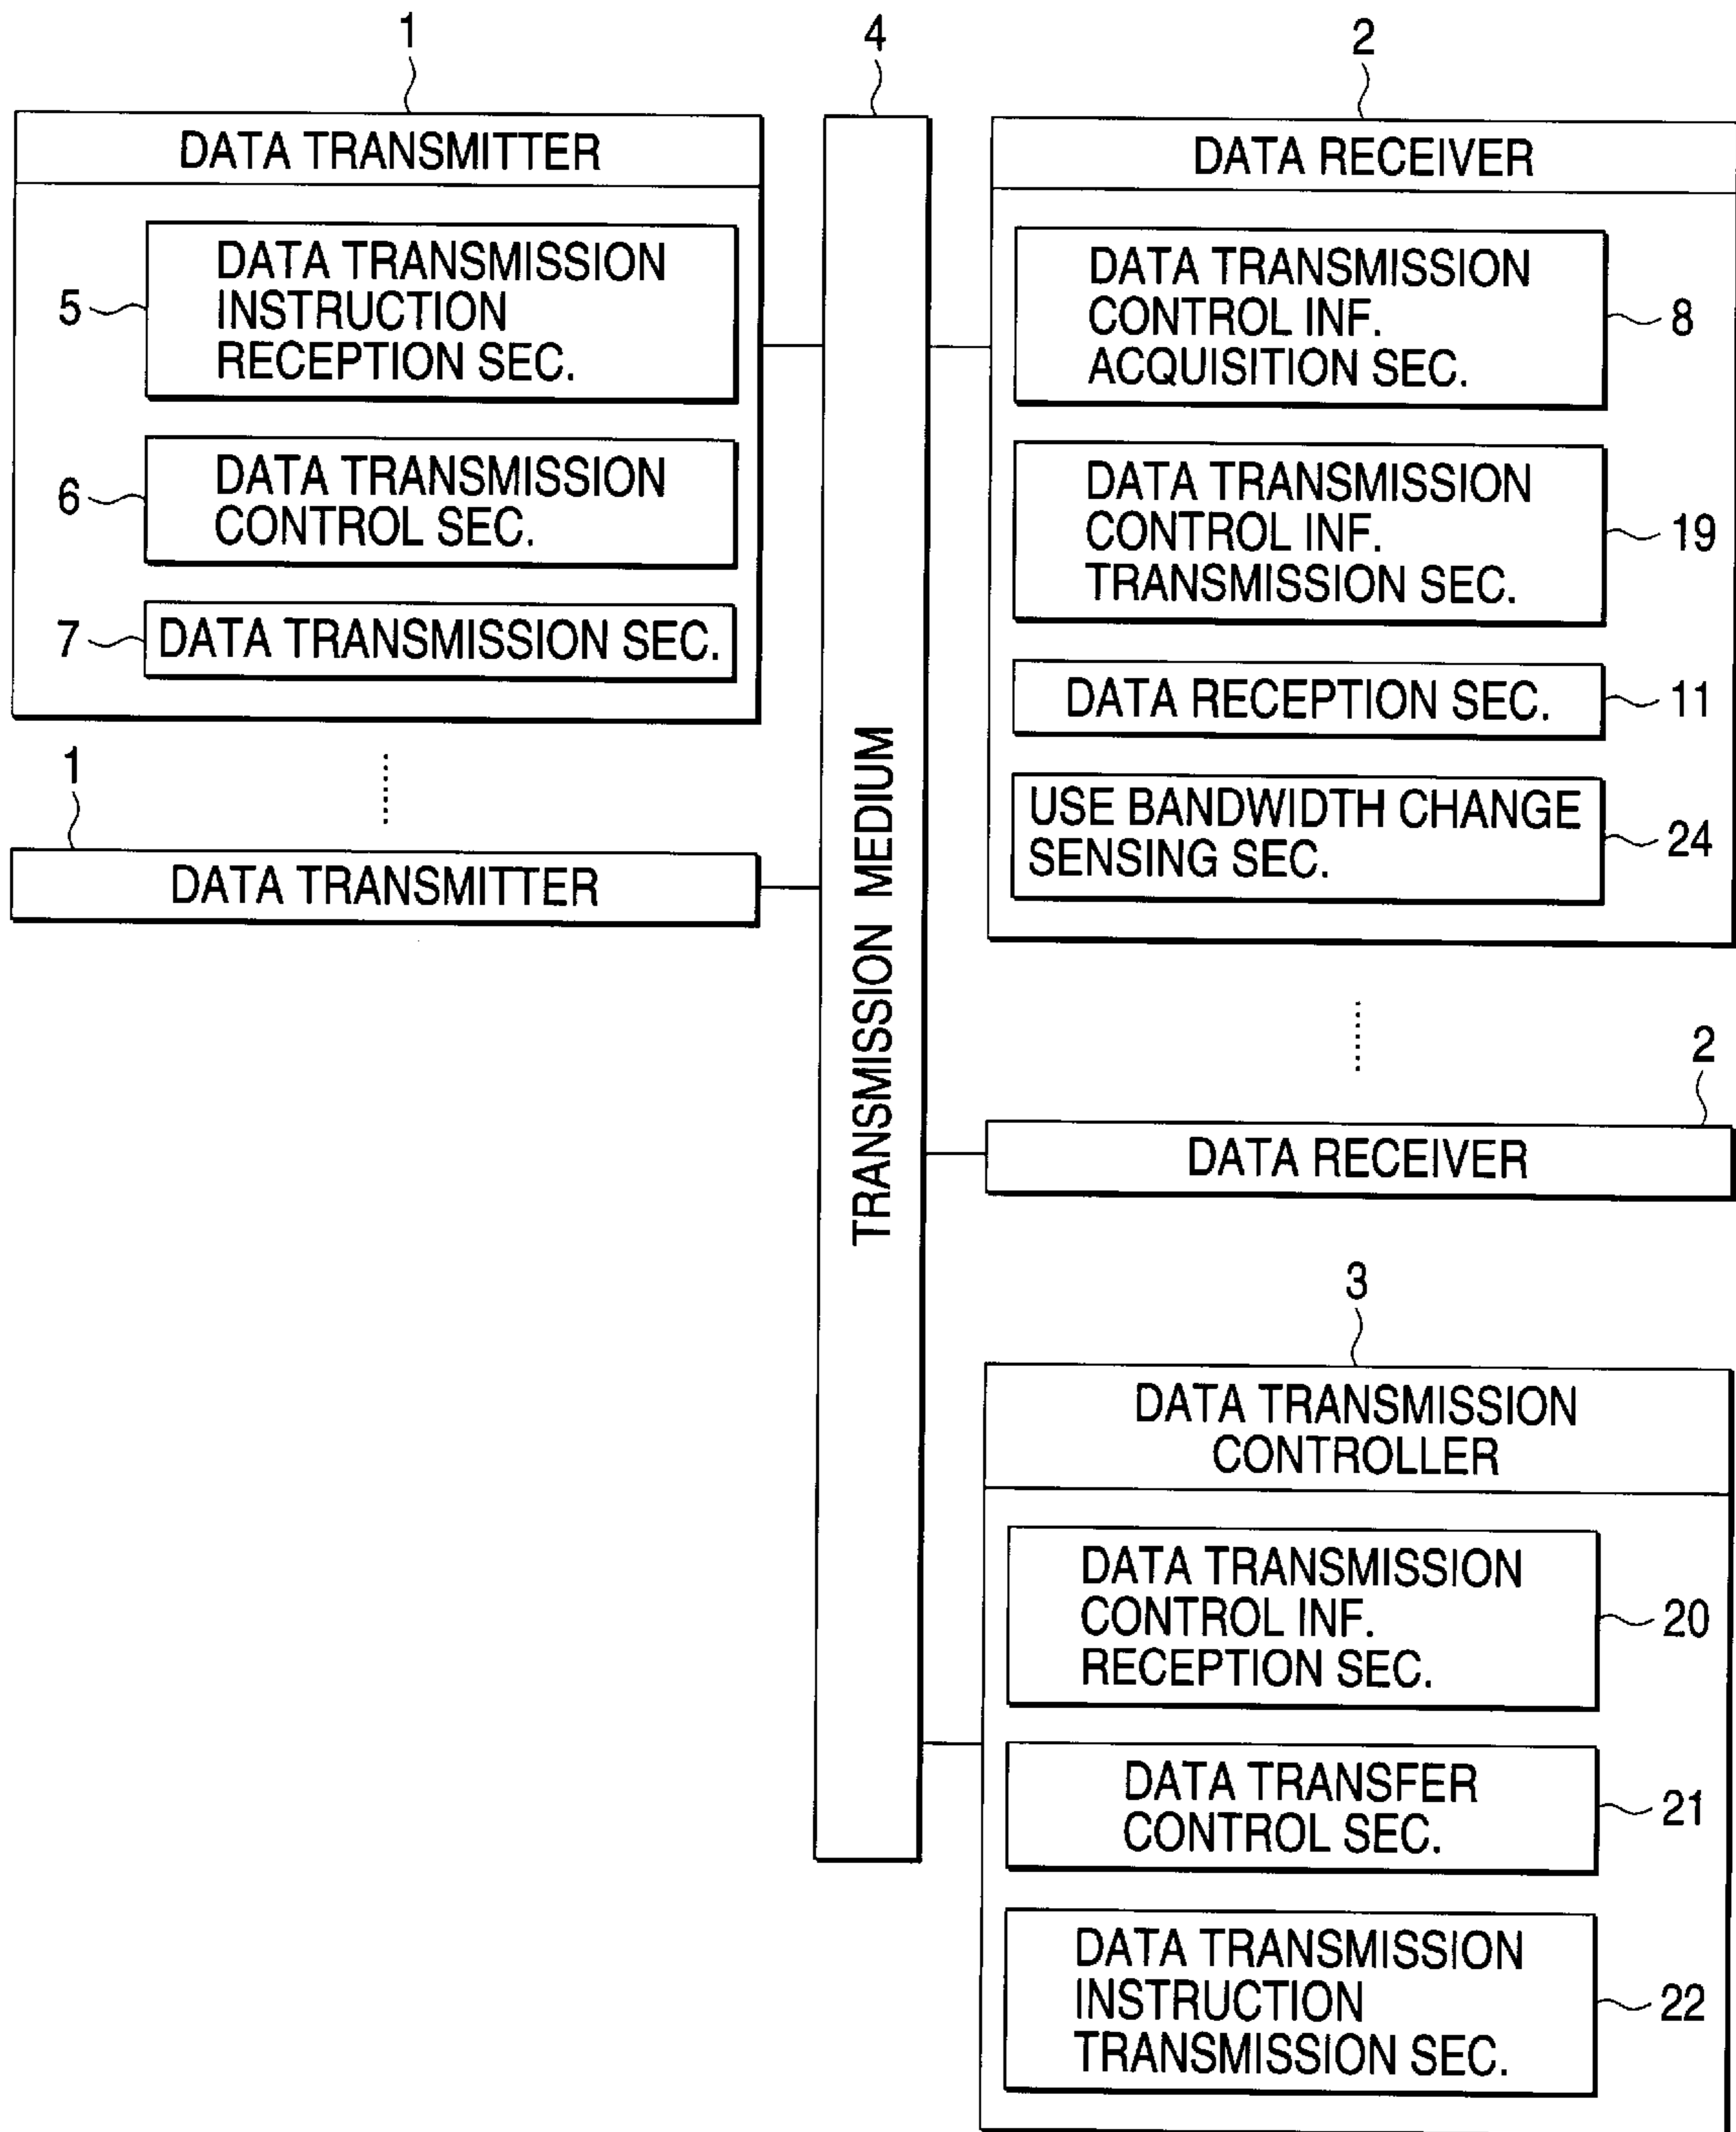 1
DATA TRANSMITTER
5
DATA TRANSMISSION
INSTRUCTION
RECEPTION SEC.
6
DATA TRANSMISSION
CONTROL SEC.
7
DATA TRANSMISSION SEC.
1
DATA TRANSMITTER
4
TRANSMISSION MEDIUM
2
DATA RECEIVER
DATA TRANSMISSION
CONTROL INF.
ACQUISITION SEC.
8
DATA TRANSMISSION
CONTROL INF.
TRANSMISSION SEC.
19
DATA RECEPTION SEC.
11
USE BANDWIDTH CHANGE
SENSING SEC.
24
2
DATA RECEIVER
3
DATA TRANSMISSION
CONTROLLER
DATA TRANSMISSION
CONTROL INF.
RECEPTION SEC.
20
DATA TRANSFER
CONTROL SEC.
21
DATA TRANSMISSION
INSTRUCTION
TRANSMISSION SEC.
22